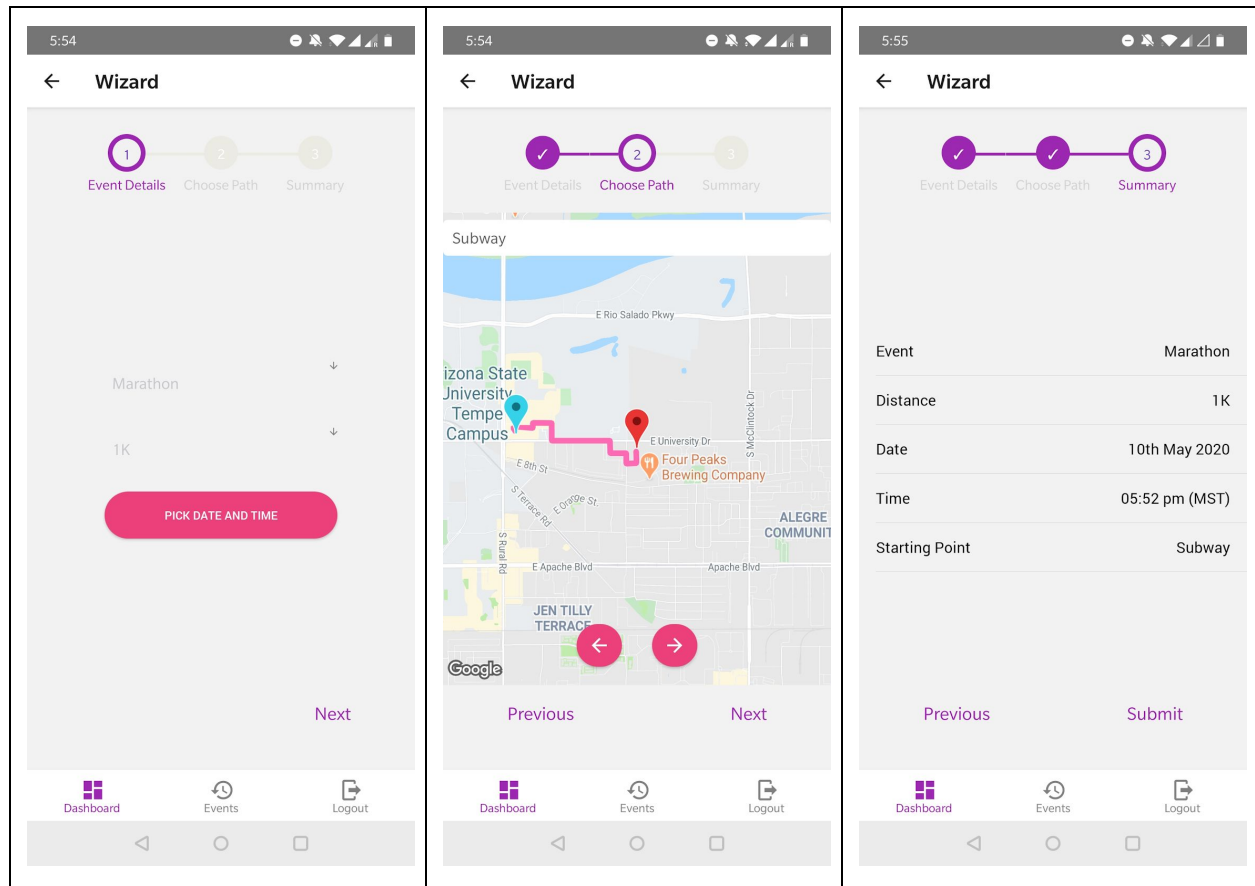 5:54
Wizard
1
2
3
Event Details
Choose Path
Summary
Marathon
1K
PICK DATE AND TIME
Next
Dashboard
Events
Logout
5:54
Wizard
✓
2
3
Event Details
Choose Path
Summary
Subway
E Rio Salado Pkwy
izona State
University
Tempe
Campus
S McClintock Dr
E University Dr
Four Peaks
Brewing Company
E 8th St
S Terrace Rd
E Orange St.
ALEGRE
COMMUNIT
S Rural Rd
E Apache Blvd
Apache Blvd
JEN TILLY
TERRACE
Google
Previous
Next
Dashboard
Events
Logout
5:55
Wizard
✓
✓
3
Event Details
Choose Path
Summary
Event Marathon
Distance 1K
Date 10th May 2020
Time 05:52 pm (MST)
Starting Point Subway
Previous
Submit
Dashboard
Events
Logout